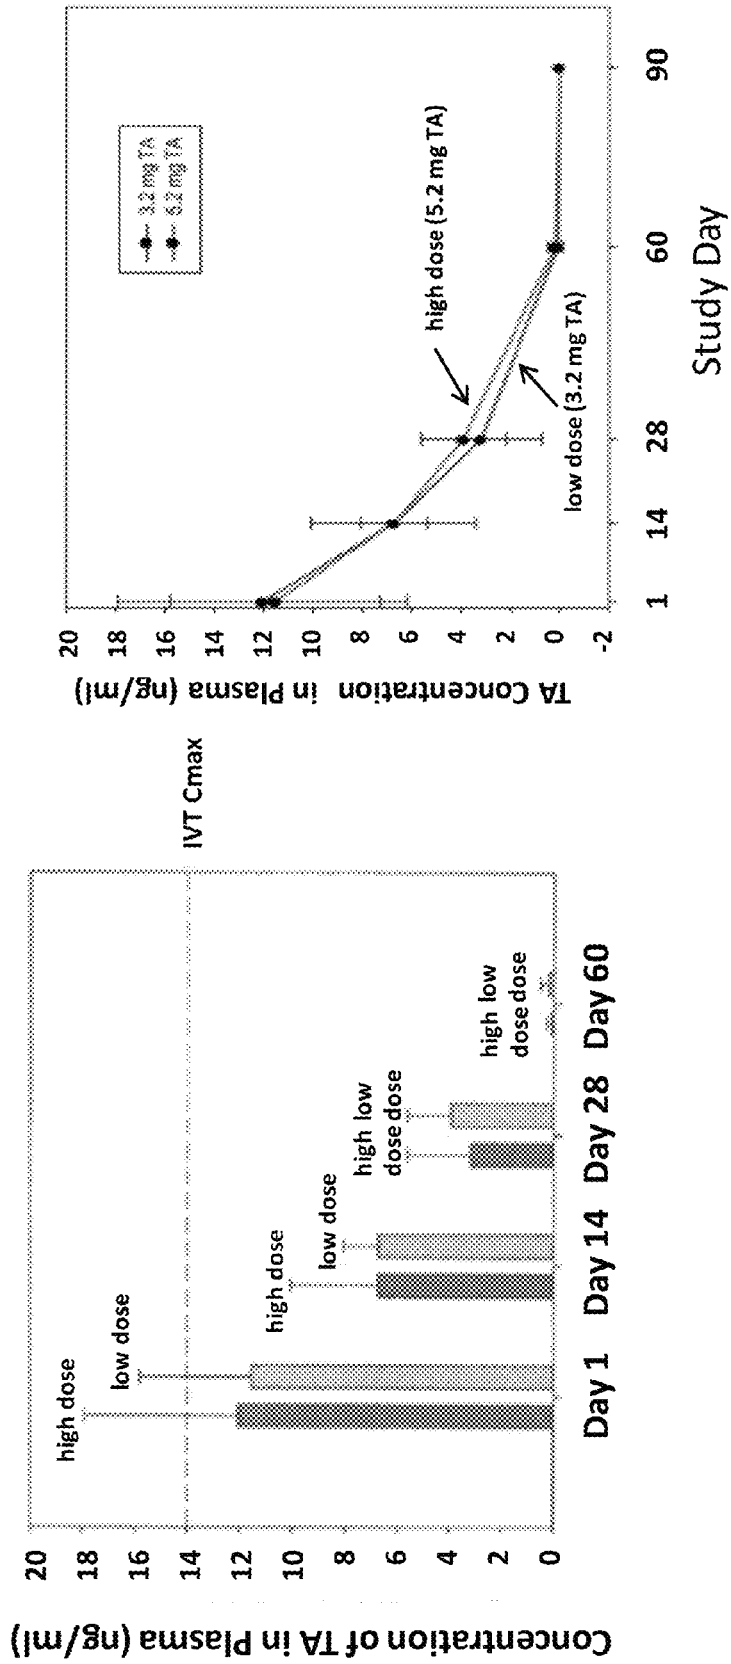 Concentration of TA in Plasma (ng/ml)
20
18
16
14
12
10
8
6
4
2
0
IVT Cmax
high dose
low dose
high dose
low dose
high low
dose dose
high low
dose dose
Day 1
Day 14
Day 28
Day 60
TA Concentration in Plasma (ng/ml)
20
18
16
14
12
10
8
6
4
2
0
-2
3.2 mg TA
5.2 mg TA
high dose (5.2 mg TA)
low dose (3.2 mg TA)
1
14
28
60
90
Study Day